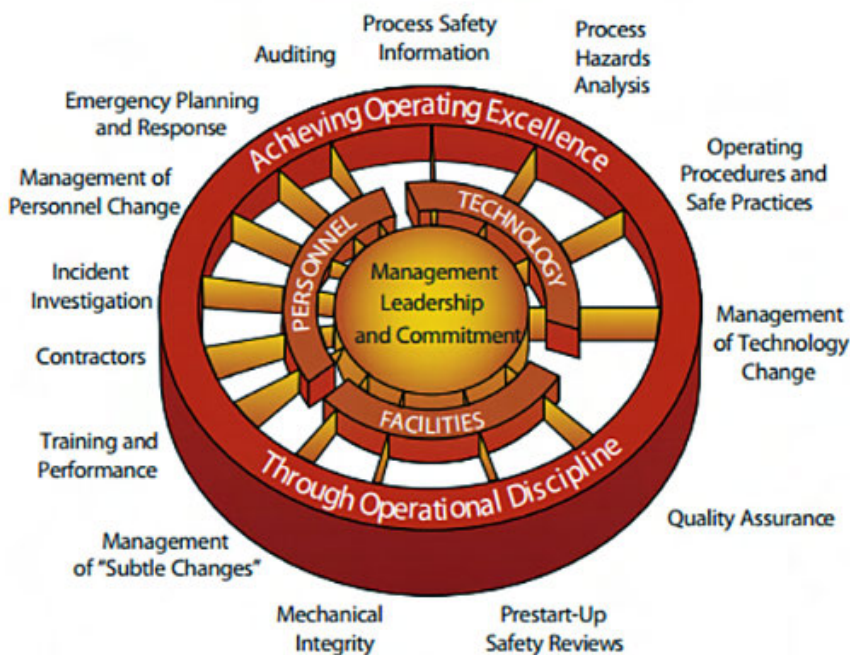 Process Safety
Information
Process
Hazards
Analysis
Operating
Procedures and
Safe Practices
Management
of Technology
Change
Quality Assurance
Prestart-Up
Safety Reviews
Mechanical
Integrity
Management
of "Subtle Changes"
Training and
Performance
Contractors
Incident
Investigation
Management of
Personnel Change
Emergency Planning
and Response
Auditing
Achieving Operating Excellence
Through Operational Discipline
PERSONNEL
TECHNOLOGY
FACILITIES
Management
Leadership
and Commitment